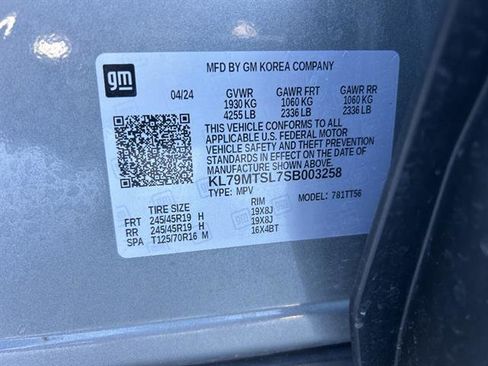 gm
MFD BY GM KOREA COMPANY
04/24 GVWR GAWR FRT GAWR RR
1930 KG 1060 KG 1060 KG
4255 LB 2336 LB 2336 LB
THIS VEHICLE CONFORMS TO ALL
APPLICABLE U.S. FEDERAL MOTOR
VEHICLE SAFETY AND THEFT PREVENTION
STANDARDS IN EFFECT ON THE DATE OF
MANUFACTURE SHOWN ABOVE
KL79MTSL7SB003258
TYPE: MPV MODEL: 781TT56
TIRE SIZE RIM
FRT 245/45R19 H 19X8J
RR 245/45R19 H 19X8J
SPA T125/70R16 M 16X4BT